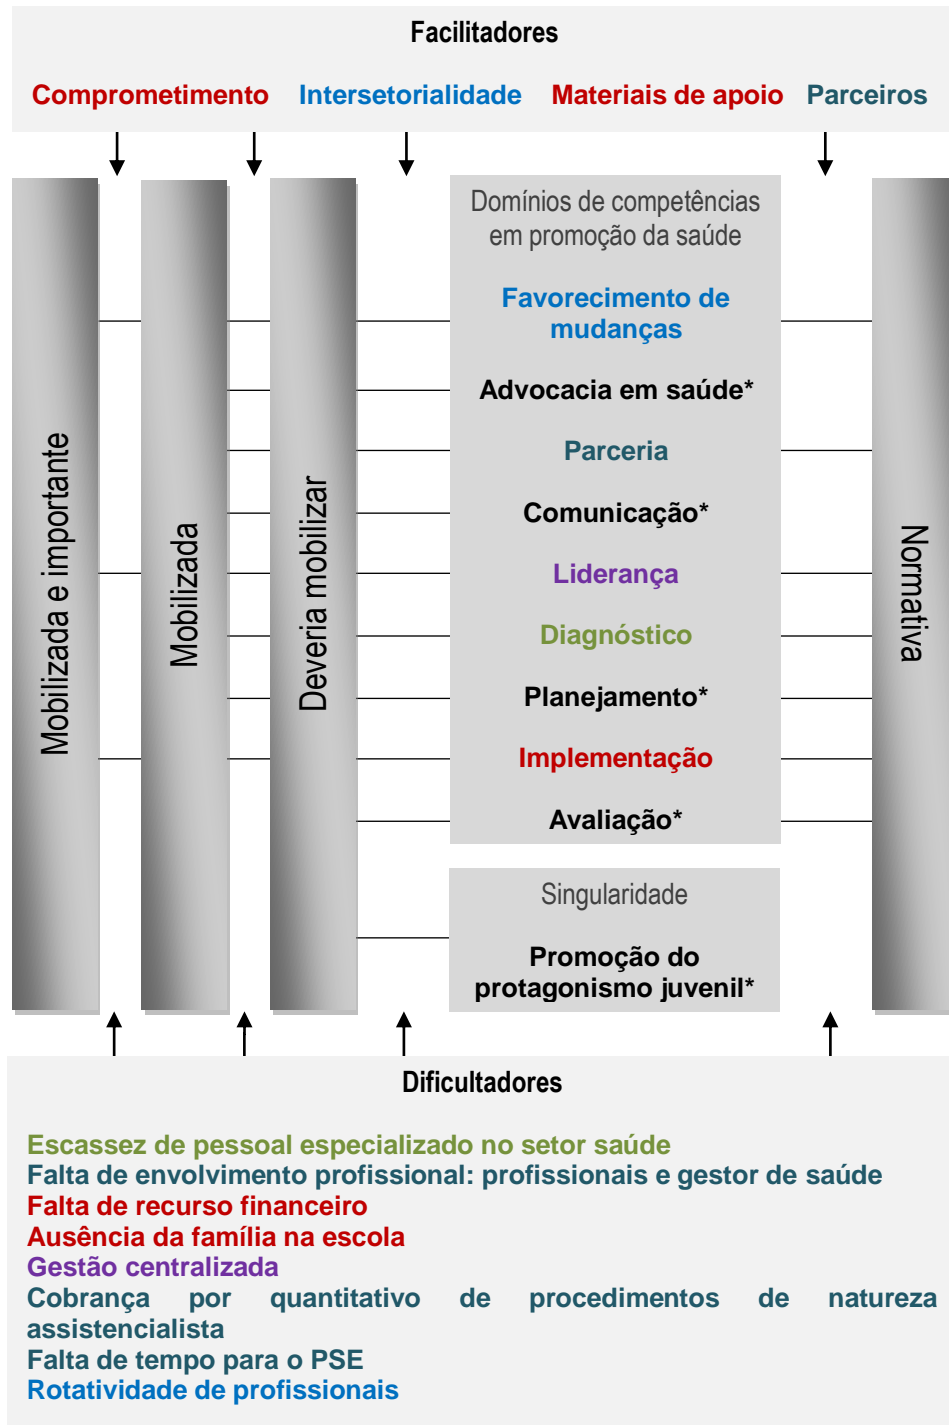 Facilitadores
Comprometimento Intersetorialidade Materiais de apoio Parceiros
Mobilizada e importante
Mobilizada
Deveria mobilizar
Domínios de competências
em promoção da saúde
Favorecimento de
mudanças
Advocacia em saúde*
Parceria
Comunicação*
Liderança
Diagnóstico
Planejamento*
Implementação
Avaliação*
Singularidade
Promoção do
protagonismo juvenil*
Normativa
Dificultadores
Escassez de pessoal especializado no setor saúde
Falta de envolvimento profissional: profissionais e gestor de saúde
Falta de recurso financeiro
Ausência da família na escola
Gestão centralizada
Cobrança por quantitativo de procedimentos de natureza
assistencialista
Falta de tempo para o PSE
Rotatividade de profissionais